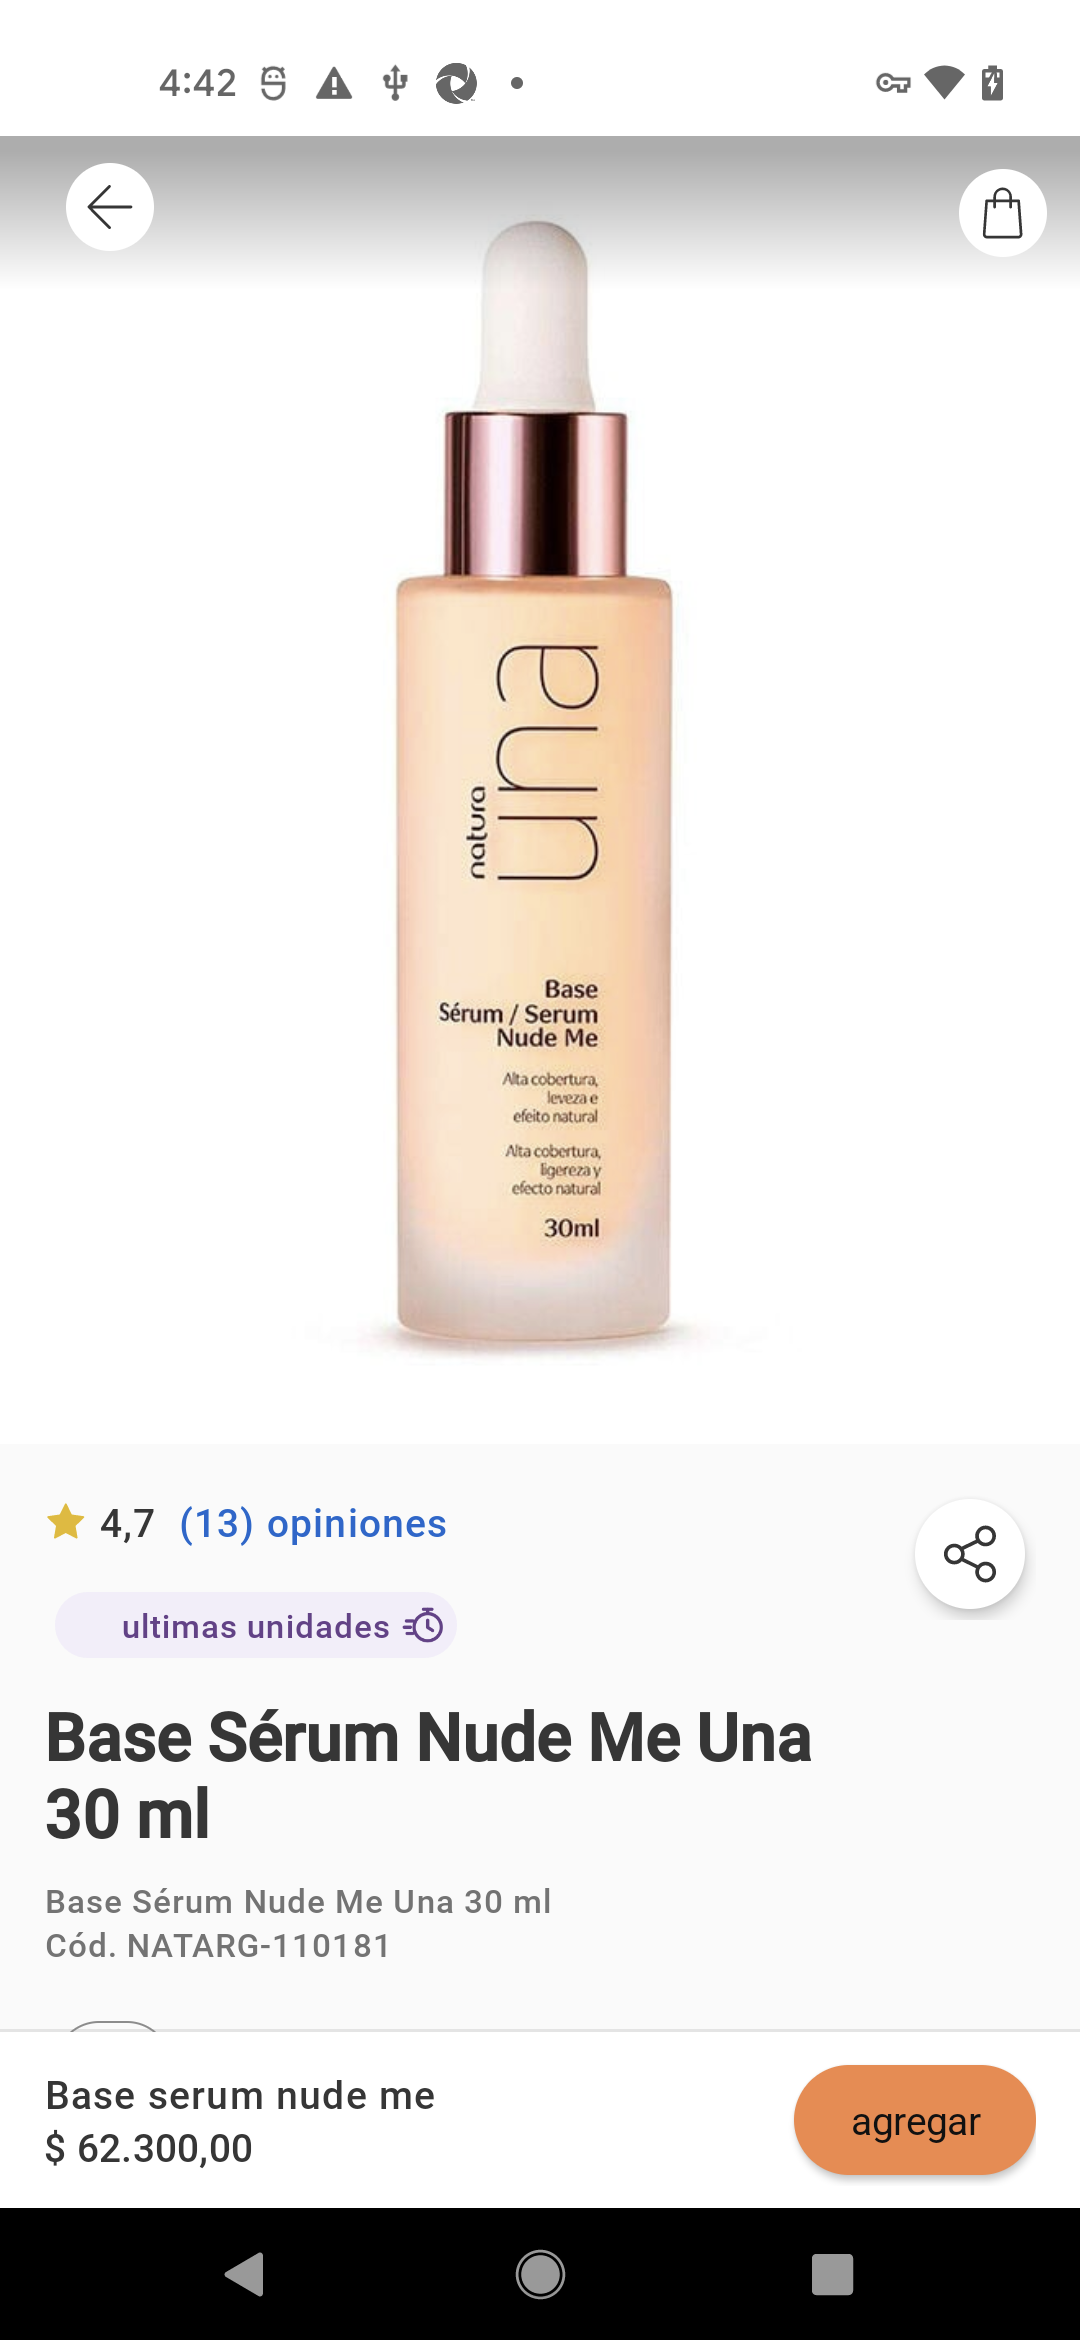 4:42
natura
una
Base
Sérum / Serum
Nude Me
Alta cobertura,
leveza e
efeito natural
Alta cobertura,
ligereza y
efecto natural
30ml
4,7 (13) opiniones
ultimas unidades
Base Sérum Nude Me Una
30 ml
Base Sérum Nude Me Una 30 ml
Cód. NATARG-110181
Base serum nude me
$ 62.300,00
agregar